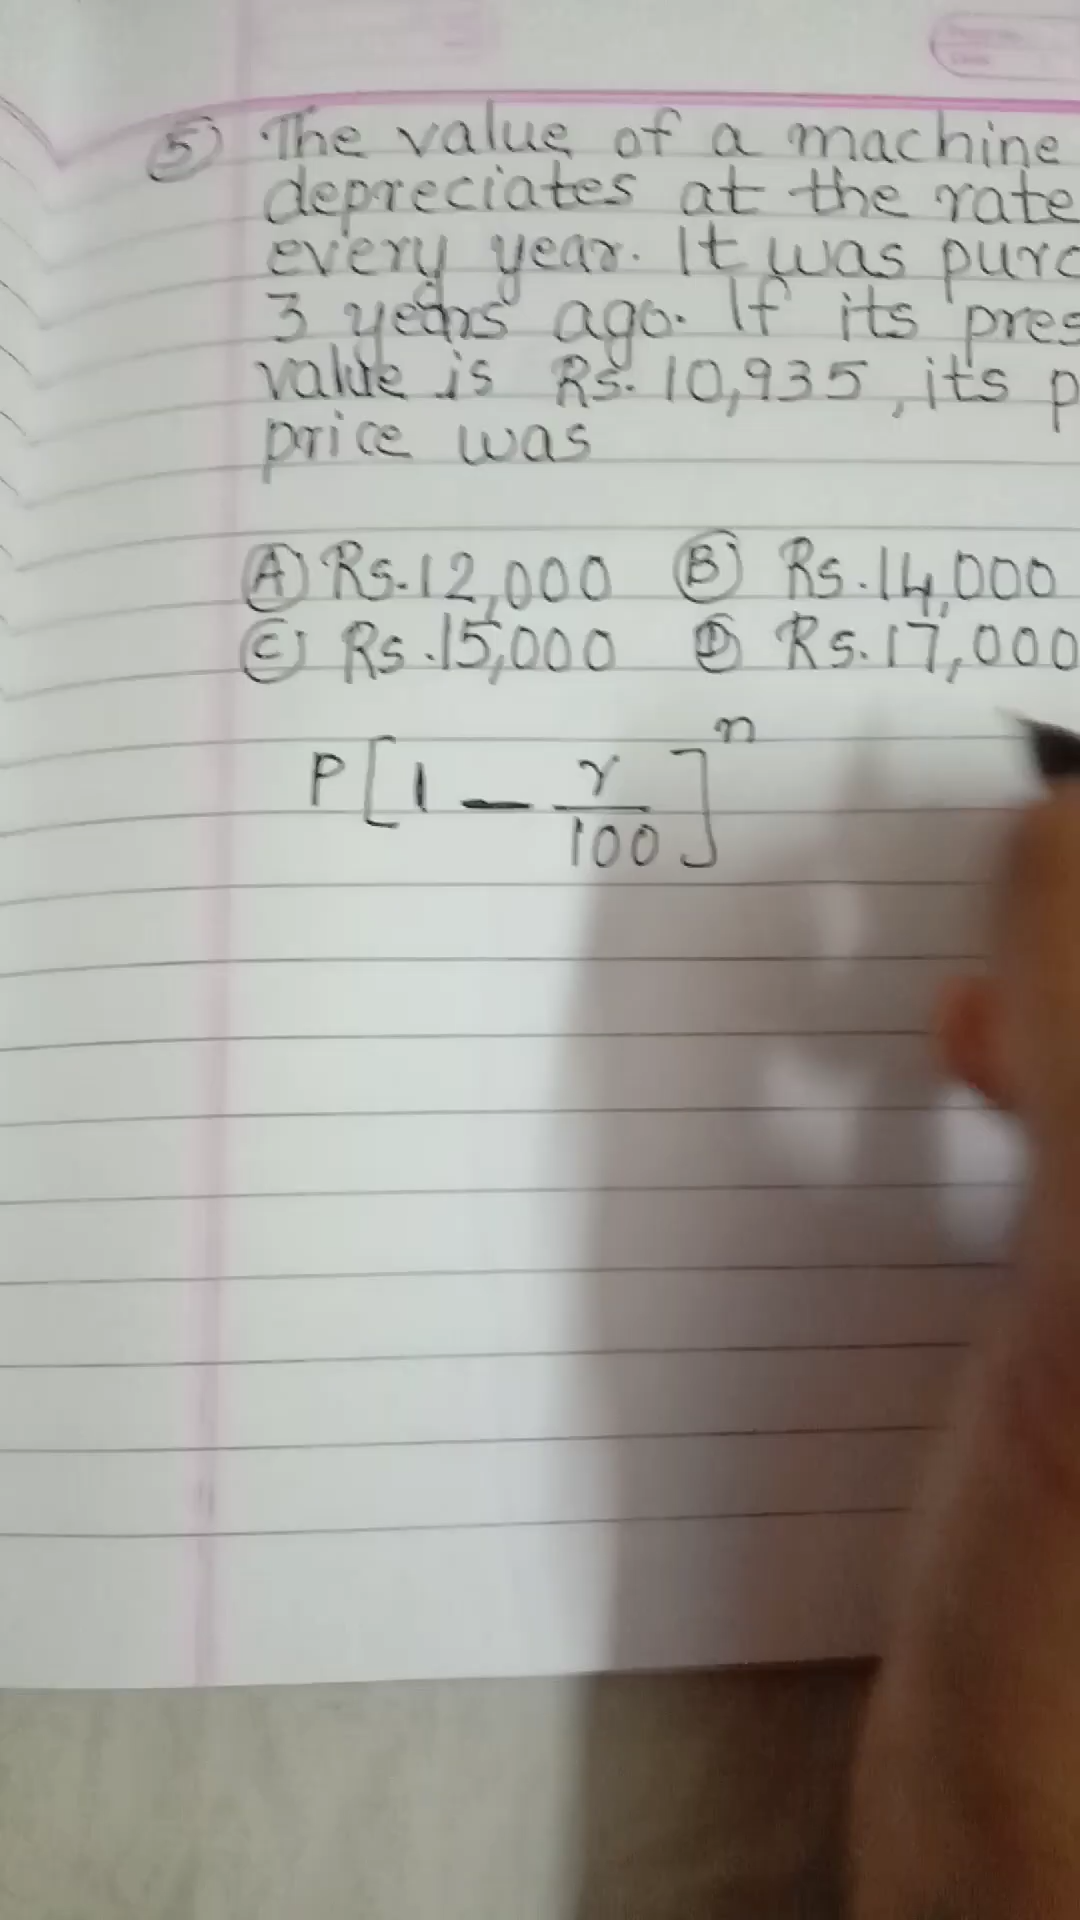 5 The value of a machine
depreciates at the rate
every year. It was purc
3 years ago. If its pres
value is Rs. 10,935, its p
price was
A Rs.12,000 B Rs.14,000
C Rs.15,000 D Rs.17,000
P[1 - r/100]^n